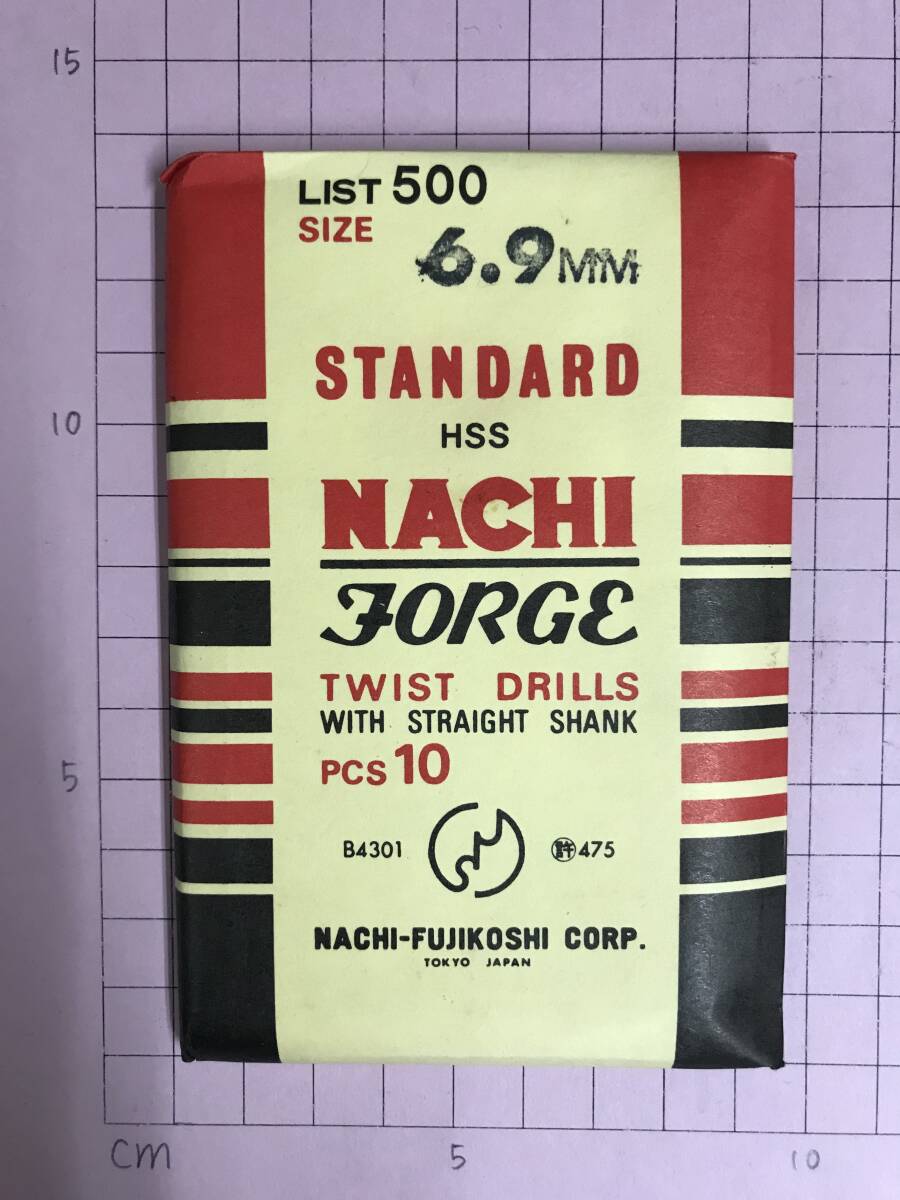 15
LIST 500
SIZE
6.9MM
STANDARD
10
HSS
NACHI
FORGE
TWIST DRILLS
WITH STRAIGHT SHANK
5
PCS 10
B4301 ㊕475
NACHI-FUJIKOSHI CORP.
TOKYO JAPAN
cm 5 10